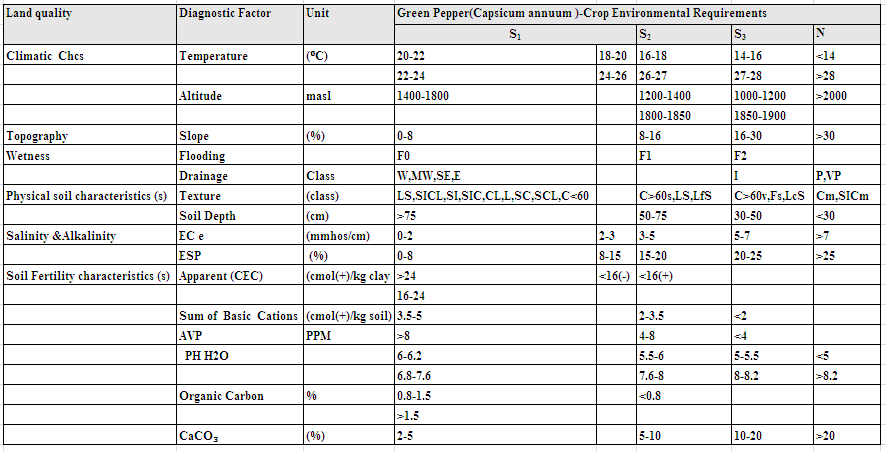 Land quality Diagnostic Factor Unit Green Pepper(Capsicum annuum )-Crop Environmental Requirements
S1 S2 S3 N
Climatic Chcs Temperature (⁰C) 20-22 18-20 16-18 14-16 <14
22-24 24-26 26-27 27-28 >28
Altitude masl 1400-1800 1200-1400 1000-1200 >2000
1800-1850 1850-1900
Topography Slope (%) 0-8 8-16 16-30 >30
Wetness Flooding F0 F1 F2
Drainage Class W,MW,SE,E I P,VP
Physical soil characteristics (s) Texture (class) LS,SICL,SI,SIC,CL,L,SC,SCL,C<60 C>60s,LS,LfS C>60v,Fs,LcS Cm,SICm
Soil Depth (cm) >75 50-75 30-50 <30
Salinity &Alkalinity EC e (mmhos/cm) 0-2 2-3 3-5 5-7 >7
ESP (%) 0-8 8-15 15-20 20-25 >25
Soil Fertility characteristics (s) Apparent (CEC) (cmol(+)/kg clay >24 <16(-) <16(+)
16-24
Sum of Basic Cations (cmol(+)/kg soil) 3.5-5 2-3.5 <2
AVP PPM >8 4-8 <4
PH H2O 6-6.2 5.5-6 5-5.5 <5
6.8-7.6 7.6-8 8-8.2 >8.2
Organic Carbon % 0.8-1.5 <0.8
>1.5
CaCO3 (%) 2-5 5-10 10-20 >20